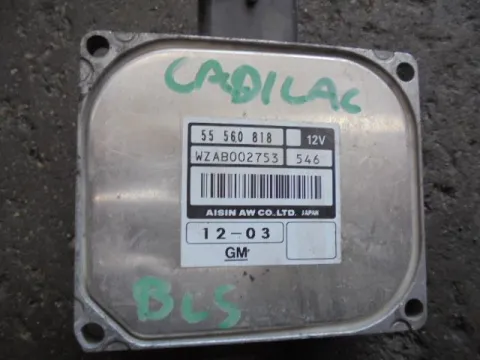 CADILAC
55 560 818 12V
WZAB002753 546
AISIN AW CO.,LTD. JAPAN
12-03
GM
BLS